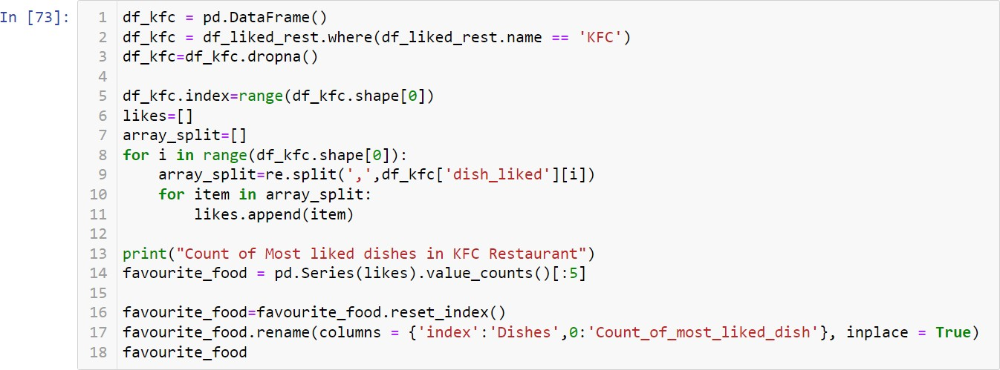 In [73]:
1 df_kfc = pd.DataFrame()
2 df_kfc = df_liked_rest.where(df_liked_rest.name == 'KFC')
3 df_kfc=df_kfc.dropna()
4
5 df_kfc.index=range(df_kfc.shape[0])
6 likes=[]
7 array_split=[]
8 for i in range(df_kfc.shape[0]):
9     array_split=re.split(',',df_kfc['dish_liked'][i])
10     for item in array_split:
11         likes.append(item)
12
13 print("Count of Most liked dishes in KFC Restaurant")
14 favourite_food = pd.Series(likes).value_counts()[:5]
15
16 favourite_food=favourite_food.reset_index()
17 favourite_food.rename(columns = {'index':'Dishes',0:'Count_of_most_liked_dish'}, inplace = True)
18 favourite_food